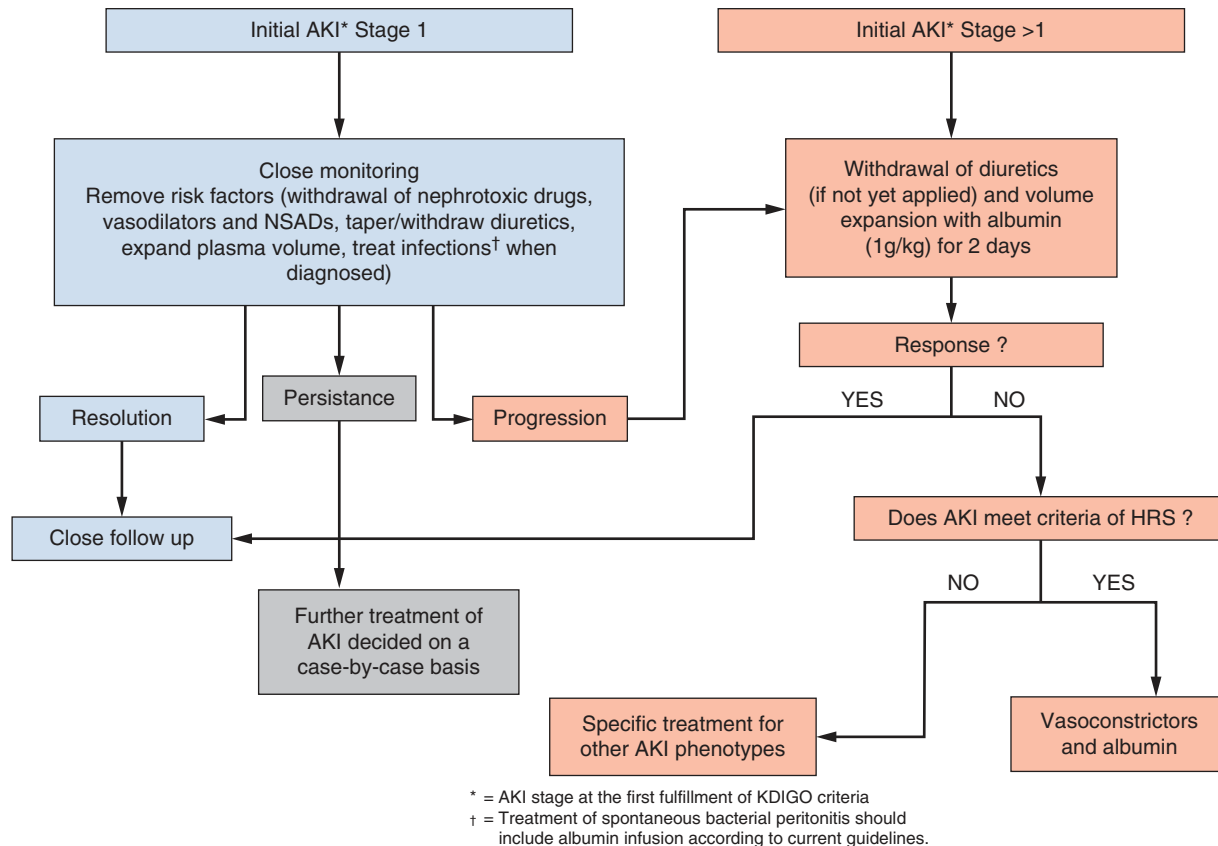 Initial AKI* Stage 1
Initial AKI* Stage >1
Close monitoring
Remove risk factors (withdrawal of nephrotoxic drugs,
vasodilators and NSADs, taper/withdraw diuretics,
expand plasma volume, treat infections† when
diagnosed)
Withdrawal of diuretics
(if not yet applied) and volume
expansion with albumin
(1g/kg) for 2 days
Response ?
Persistance
Resolution
Progression
YES
NO
Close follow up
Does AKI meet criteria of HRS ?
NO
YES
Further treatment of
AKI decided on a
case-by-case basis
Specific treatment for
other AKI phenotypes
Vasoconstrictors
and albumin
* = AKI stage at the first fulfillment of KDIGO criteria
† = Treatment of spontaneous bacterial peritonitis should
include albumin infusion according to current guidelines.